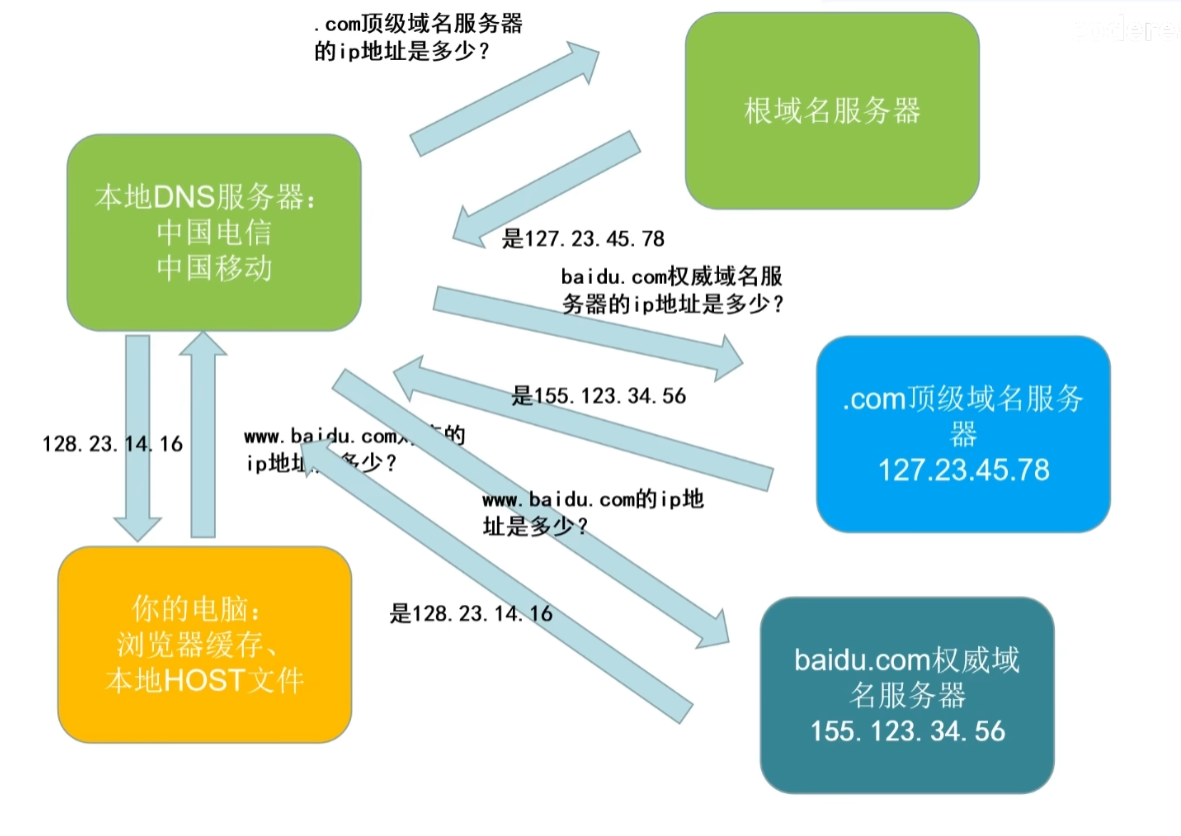 .com顶级域名服务器
的ip地址是多少？
根域名服务器
本地DNS服务器：
中国电信
中国移动
是127.23.45.78
baidu.com权威域名服
务器的ip地址是多少？
.com顶级域名服务
器
127.23.45.78
是155.123.34.56
128.23.14.16
www.baidu.com的
ip地 多少？
www.baidu.com的ip地
址是多少？
你的电脑：
浏览器缓存、
本地HOST文件
是128.23.14.16
baidu.com权威域
名服务器
155.123.34.56